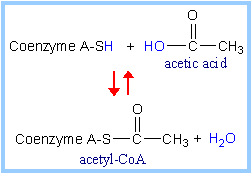 O
Coenzyme A-SH + HO CH3
acetic acid
O
Coenzyme A-S CH3 + H2O
acetyl-CoA